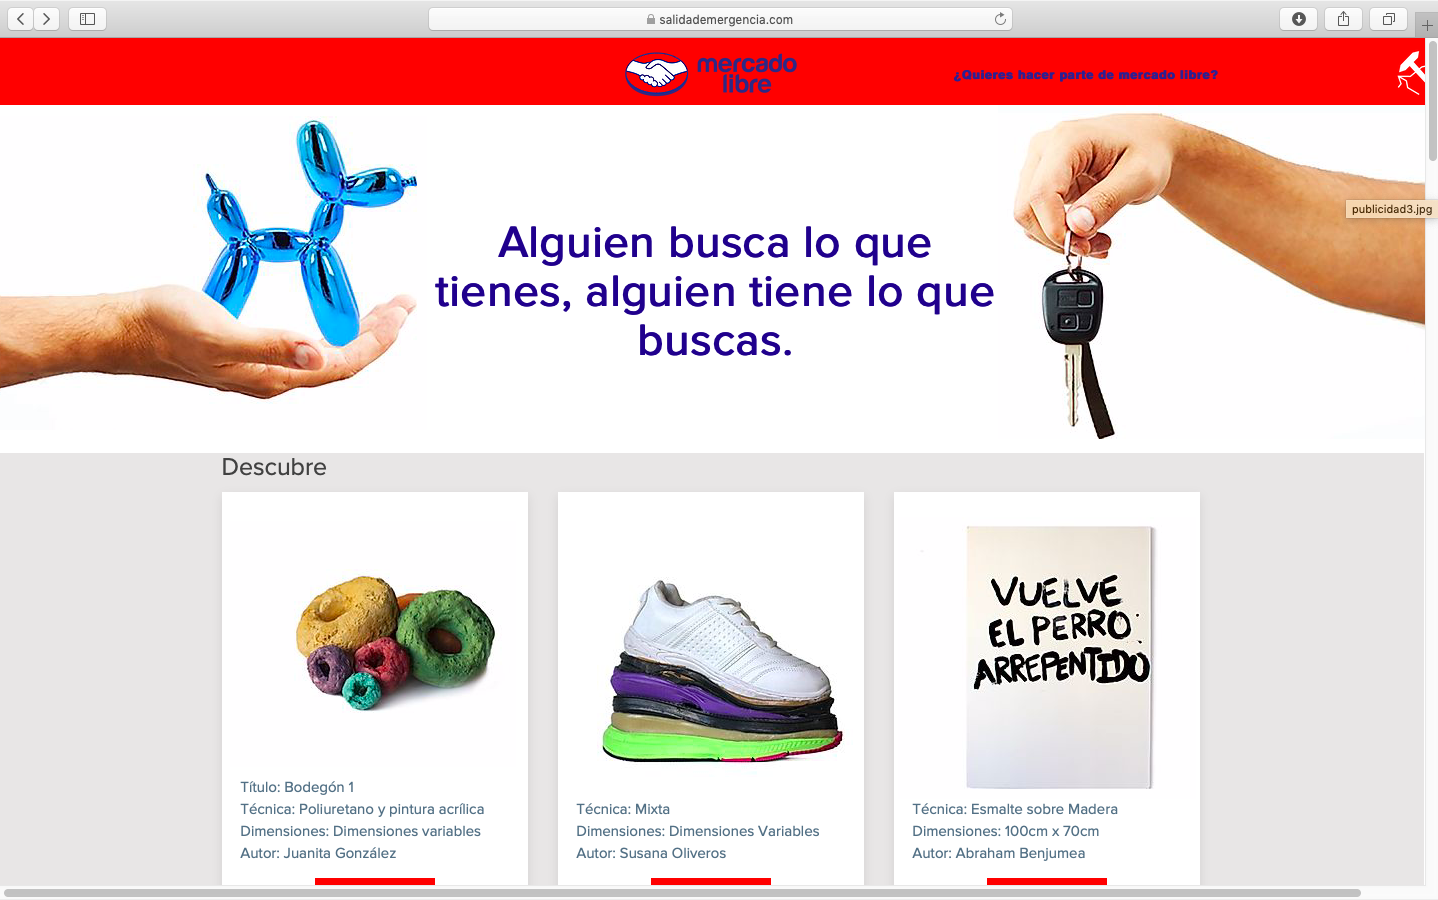 salidademergencia.com
mercado
libre
¿Quieres hacer parte de mercado libre?
publicidad3.jpg
Alguien busca lo que
tienes, alguien tiene lo que
buscas.
Descubre
VUELVE
EL PERRO
ARREPENTIDO
Título: Bodegón 1
Técnica: Poliuretano y pintura acrílica
Dimensiones: Dimensiones variables
Autor: Juanita González
Técnica: Mixta
Dimensiones: Dimensiones Variables
Autor: Susana Oliveros
Técnica: Esmalte sobre Madera
Dimensiones: 100cm x 70cm
Autor: Abraham Benjumea